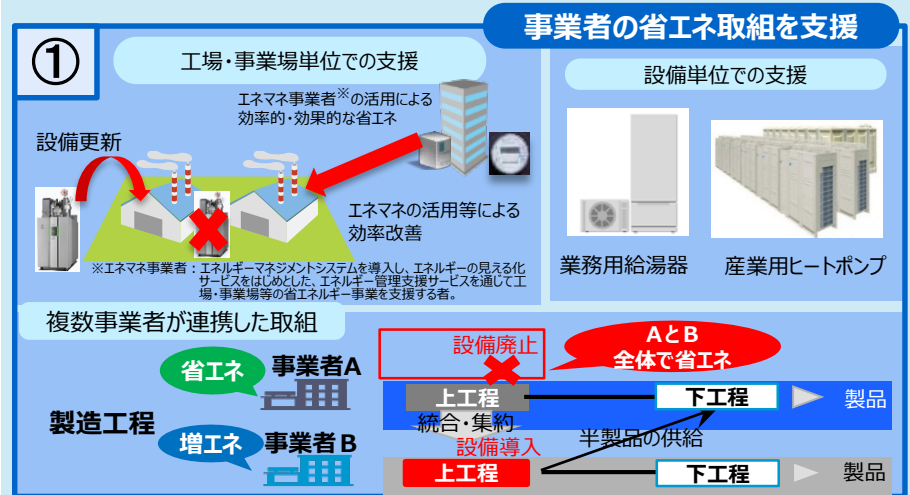 事業者の省エネ取組を支援
①
工場・事業場単位での支援
エネマネ事業者※の活用による
効率的・効果的な省エネ
設備更新
エネマネの活用等による
効率改善
※エネマネ事業者：エネルギーマネジメントシステムを導入し、エネルギーの見える化
サービスをはじめとした、エネルギー管理支援サービスを通じて工
場・事業場等の省エネルギー事業を支援する者。
設備単位での支援
業務用給湯器
産業用ヒートポンプ
複数事業者が連携した取組
製造工程
省エネ
事業者A
増エネ
事業者B
設備廃止
AとB
全体で省エネ
上工程
下工程
製品
統合・集約
設備導入
半製品の供給
上工程
下工程
製品